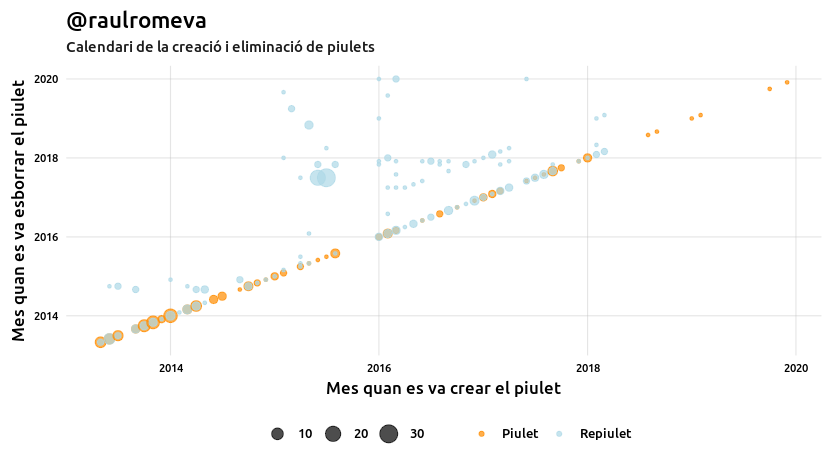 @raulromeva
Calendari de la creació i eliminació de piulets
Mes quan es va esborrar el piulet
2020
2018
2016
2014
2014 2016 2018 2020
Mes quan es va crear el piulet
10 20 30 Piulet Repiulet